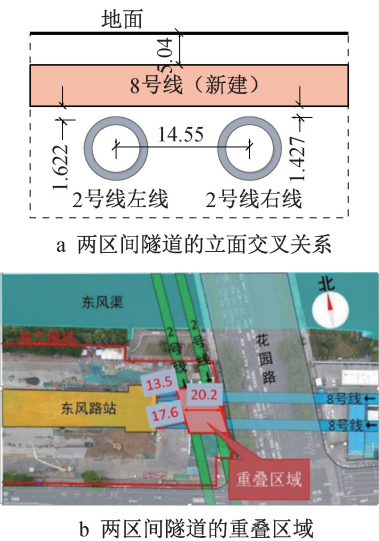 地面
5.04
8号线（新建）
14.55
1.622
1.427
2号线左线
2号线右线
a 两区间隧道的立面交叉关系
北
东风渠
2号线
2号线
花园路
13.5
20.2
17.6
东风路站
8号线
8号线
重叠区域
b 两区间隧道的重叠区域